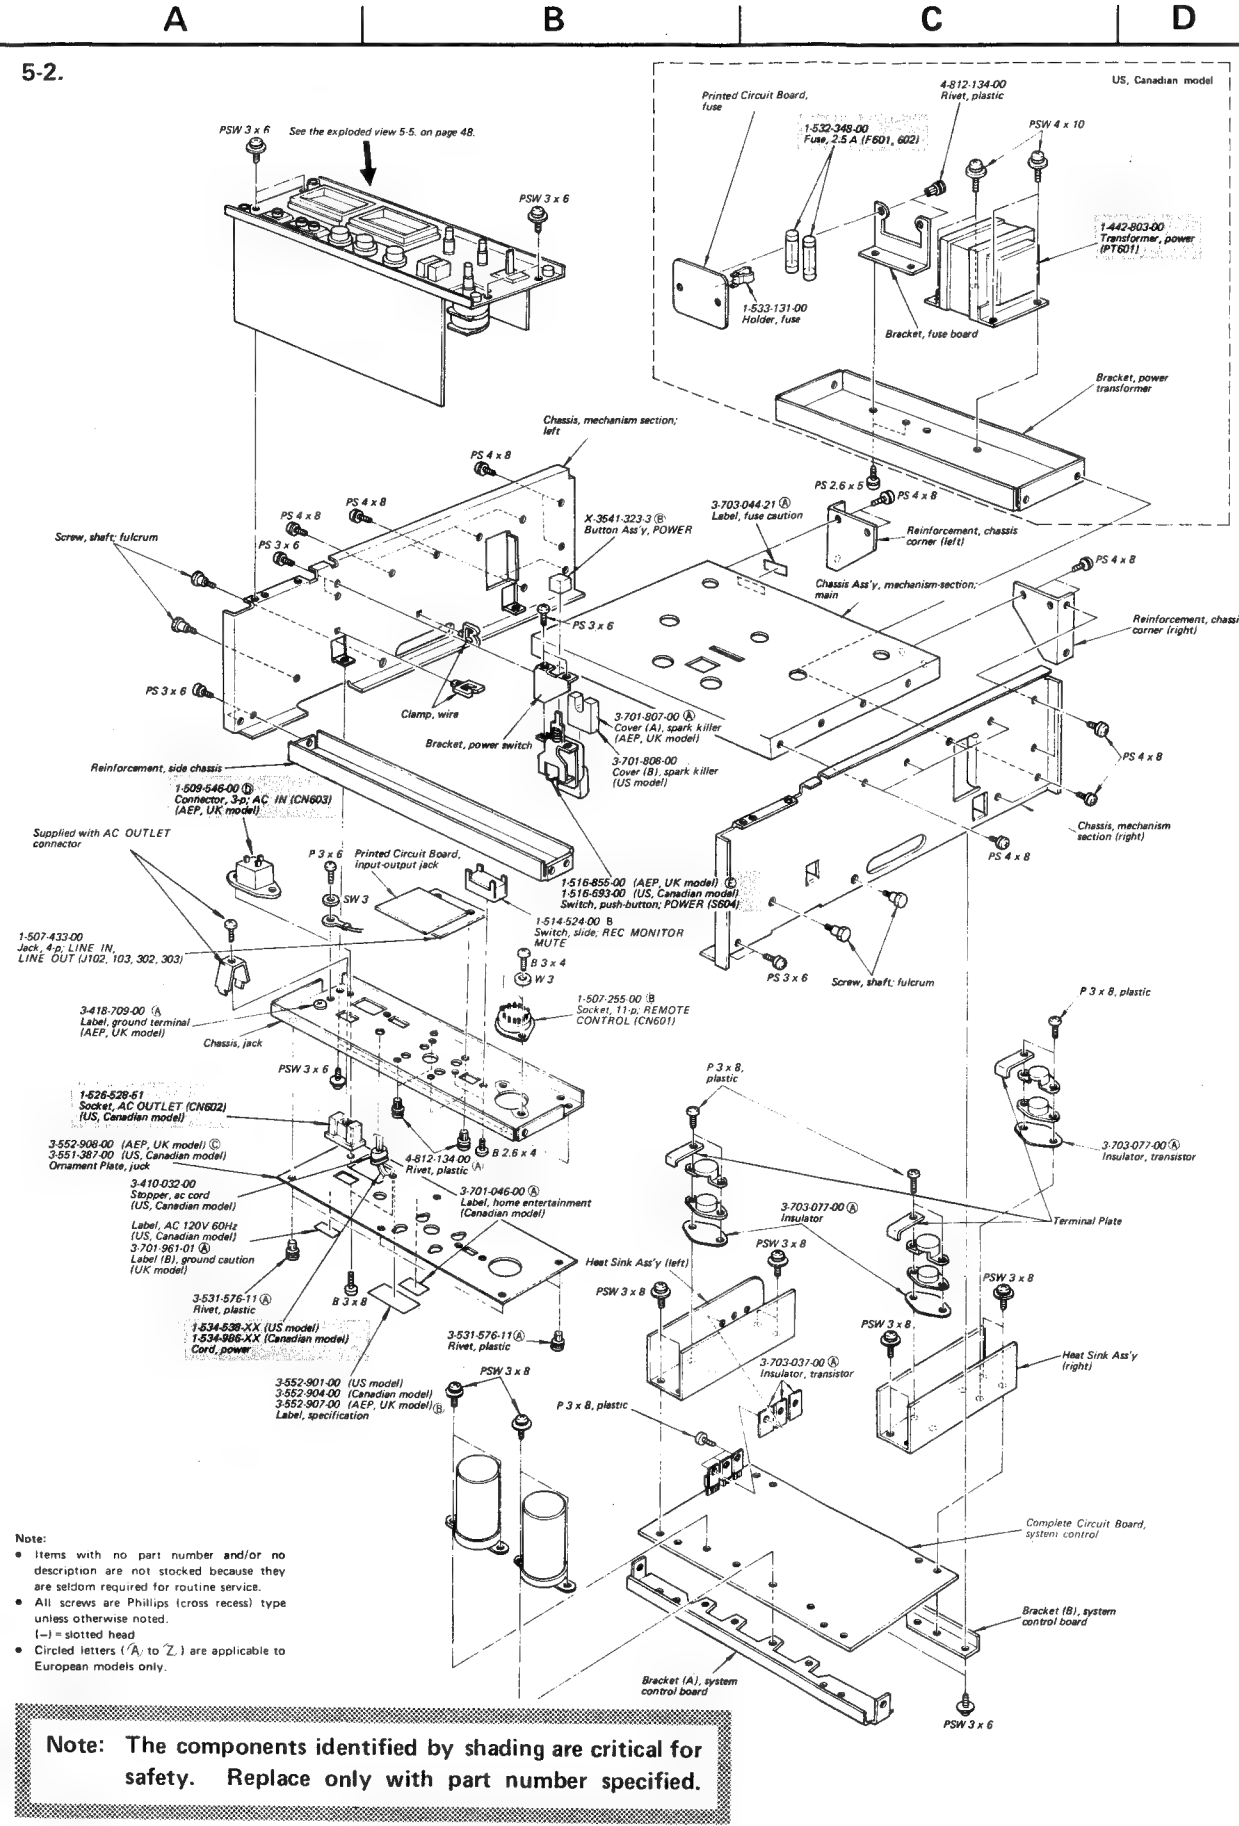 A
B
C
D
5-2.
US, Canadian model
PSW 3 x 6
See the exploded view 5-5. on page 48.
PSW 3 x 6
Printed Circuit Board,
fuse
4-812-134-00
Rivet, plastic
1-532-348-00
Fuse, 2.5 A (F601, 602)
PSW 4 x 10
1-442-803-00
Transformer, power
(PT601)
1-533-131-00
Holder, fuse
Bracket, fuse board
Bracket, power
transformer
PS 2.6 x 5
Chassis, mechanism section;
left
PS 4 x 8
PS 4 x 8
PS 4 x 8
PS 3 x 6
Screw, shaft; fulcrum
X-3541-323-3 Ⓑ
Button Ass'y, POWER
3-703-044-21 Ⓐ
Label, fuse caution
PS 4 x 8
Reinforcement, chassis
corner (left)
Chassis Ass'y, mechanism-section;
main
PS 4 x 8
Reinforcement, chassi
corner (right)
PS 3 x 6
PS 3 x 6
Clamp, wire
Bracket, power switch
3-701-807-00 Ⓐ
Cover (A), spark killer
(AEP, UK model)
3-701-808-00
Cover (B), spark killer
(US model)
PS 4 x 8
Chassis, mechanism
section (right)
PS 4 x 8
Reinforcement, side chassis
1-509-546-00 Ⓓ
Connector, 3-p; AC IN (CN603)
(AEP, UK model)
Supplied with AC OUTLET
connector
P 3 x 6
SW 3
Printed Circuit Board,
input-output jack
1-516-855-00 (AEP, UK model) Ⓔ
1-516-693-00 (US, Canadian model)
Switch, push-button; POWER (S604)
1-514-524-00 B
Switch, slide; REC MONITOR
MUTE
1-507-433-00
Jack, 4-p; LINE IN,
LINE OUT (J102, 103, 302, 303)
B 3 x 4
W 3
1-507-255-00 Ⓑ
Socket, 11-p; REMOTE
CONTROL (CN601)
PS 3 x 6
Screw, shaft; fulcrum
3-418-709-00 Ⓐ
Label, ground terminal
(AEP, UK model)
Chassis, jack
PSW 3 x 6
P 3 x 8, plastic
P 3 x 8,
plastic
1-526-528-51
Socket, AC OUTLET (CN602)
(US, Canadian model)
3-552-908-00 (AEP, UK model) Ⓒ
3-551-387-00 (US, Canadian model)
Ornament Plate, juck
4-812-134-00
Rivet, plastic Ⓐ
B 2.6 x 4
3-703-077-00 Ⓐ
Insulator, transistor
3-410-032-00
Stopper, ac cord
(US, Canadian model)
3-701-046-00 Ⓐ
Label, home entertainment
(Canadian model)
3-703-077-00 Ⓐ
Insulator
Terminal Plate
Label, AC 120V 60Hz
(US, Canadian model)
3-701-961-01 Ⓐ
Label (B), ground caution
(UK model)
PSW 3 x 8
Heat Sink Ass'y (left)
PSW 3 x 8
PSW 3 x 8
PSW 3 x 8
3-531-576-11 Ⓐ
Rivet, plastic
B 3 x 8
1-534-538-XX (US model)
1-534-986-XX (Canadian model)
Cord, power
3-531-576-11 Ⓐ
Rivet, plastic
Heat Sink Ass'y
(right)
3-703-037-00 Ⓐ
Insulator, transistor
3-552-901-00 (US model)
3-552-904-00 (Canadian model)
3-552-907-00 (AEP, UK model) Ⓑ
Label, specification
PSW 3 x 8
P 3 x 8, plastic
Complete Circuit Board,
system control
Note:
● Items with no part number and/or no
description are not stocked because they
are seldom required for routine service.
● All screws are Phillips (cross recess) type
unless otherwise noted.
(−) = slotted head
● Circled letters (Ⓐ to Ⓩ) are applicable to
European models only.
Bracket (B), system
control board
Bracket (A), system
control board
PSW 3 x 6
Note: The components identified by shading are critical for
safety. Replace only with part number specified.